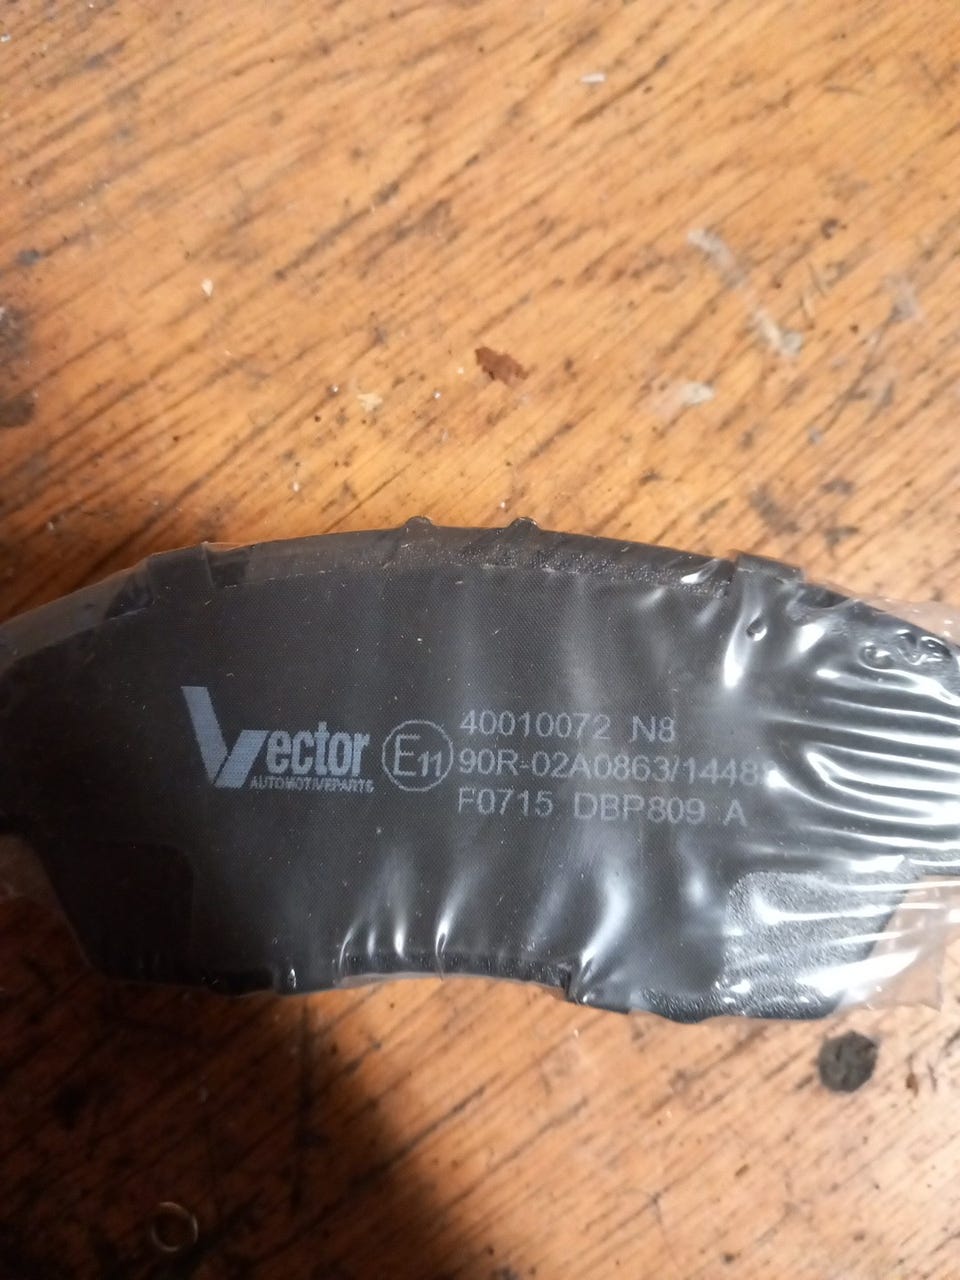 Vector
AUTOMOTIVEPARTS
E11
40010072 N8
90R-02A0863/1448
F0715 DBP809 A